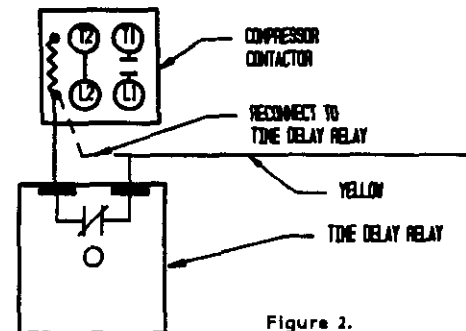 T2 T1
L2 L1
COMPRESSOR
CONTACTOR
RECONNECT TO
TIME DELAY RELAY
YELLOW
TIME DELAY RELAY
Figure 2.